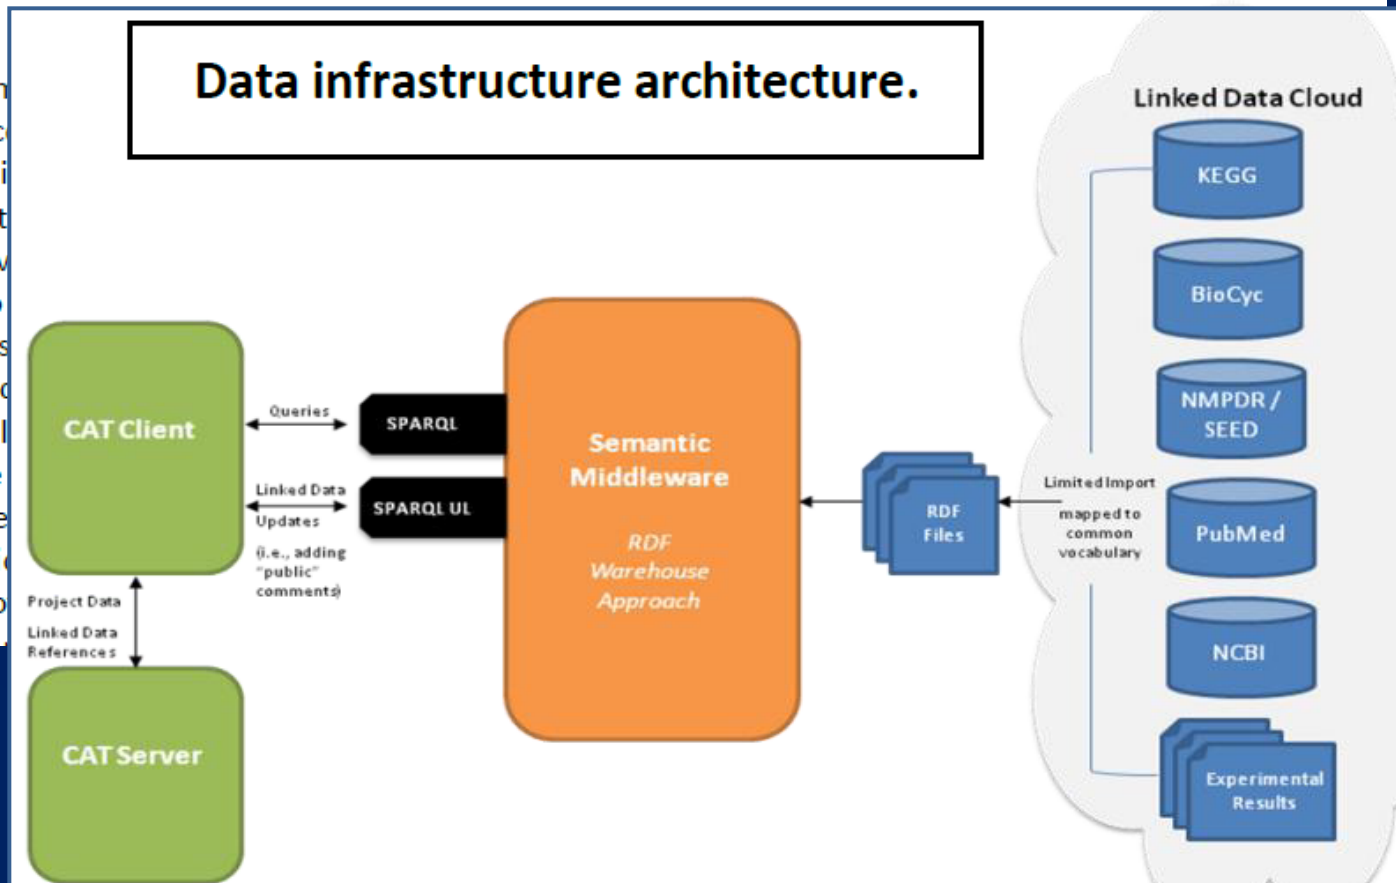 Data infrastructure architecture.
Linked Data Cloud
KEGG
BioCyc
NMPDR /
SEED
PubMed
NCBI
Experimental
Results
Limited Import
mapped to
common
vocabulary
RDF
Files
Semantic
Middleware
RDF
Warehouse
Approach
SPARQL
SPARQL UL
Queries
Linked Data
Updates
(i.e., adding
"public"
comments)
CAT Client
Project Data
Linked Data
References
CAT Server